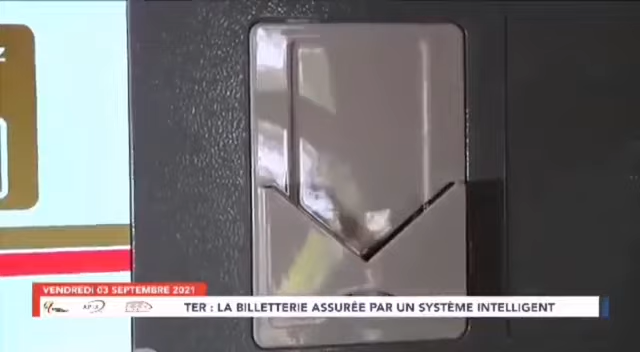 VENDREDI 03 SEPTEMBRE 2021
TER : LA BILLETTERIE ASSURÉE PAR UN SYSTÈME INTELLIGENT